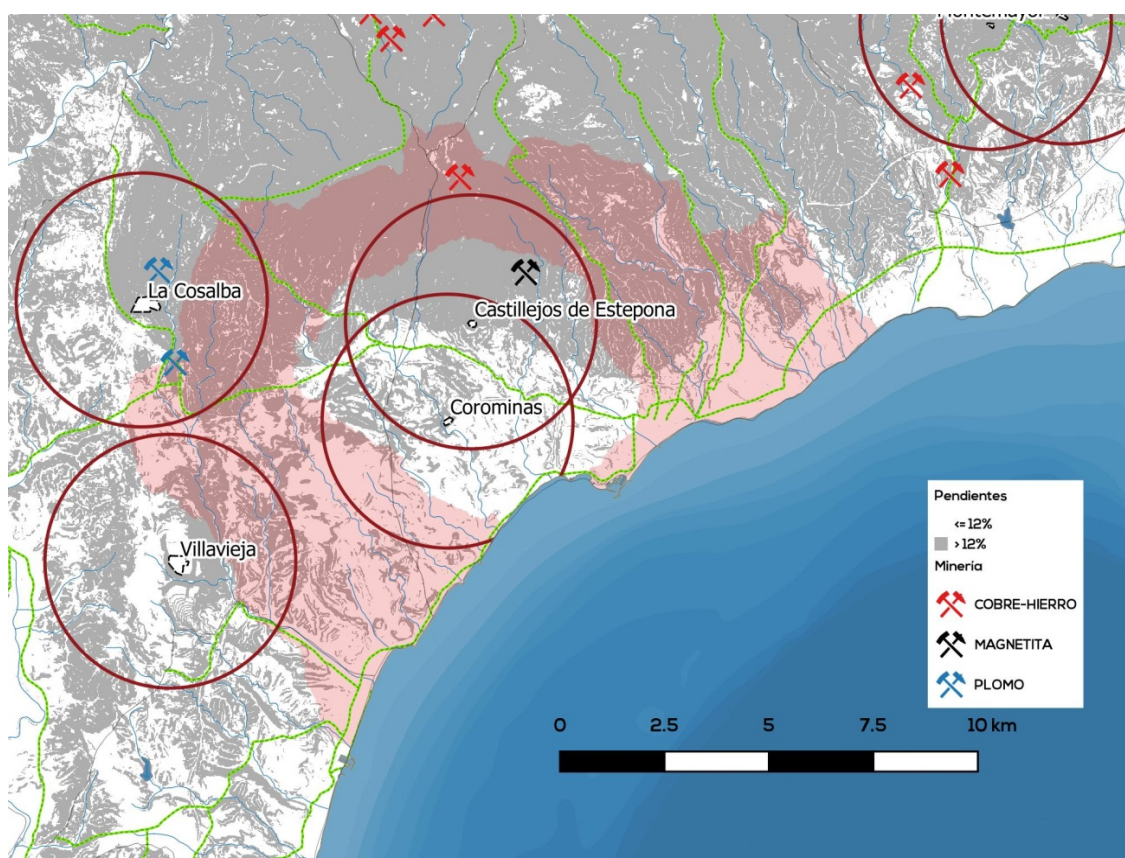 Montemayor
La Cosalba
Castillejos de Estepona
Corominas
Villavieja
Pendientes
<= 12%
> 12%
Minería
COBRE-HIERRO
MAGNETITA
PLOMO
0 2.5 5 7.5 10 km